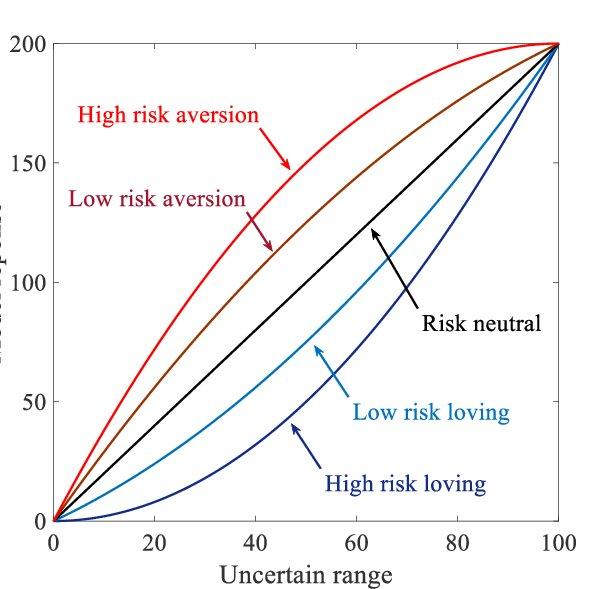 200
High risk aversion
150
Low risk aversion
100
Risk neutral
50
Low risk loving
High risk loving
0
0 20 40 60 80 100
Uncertain range